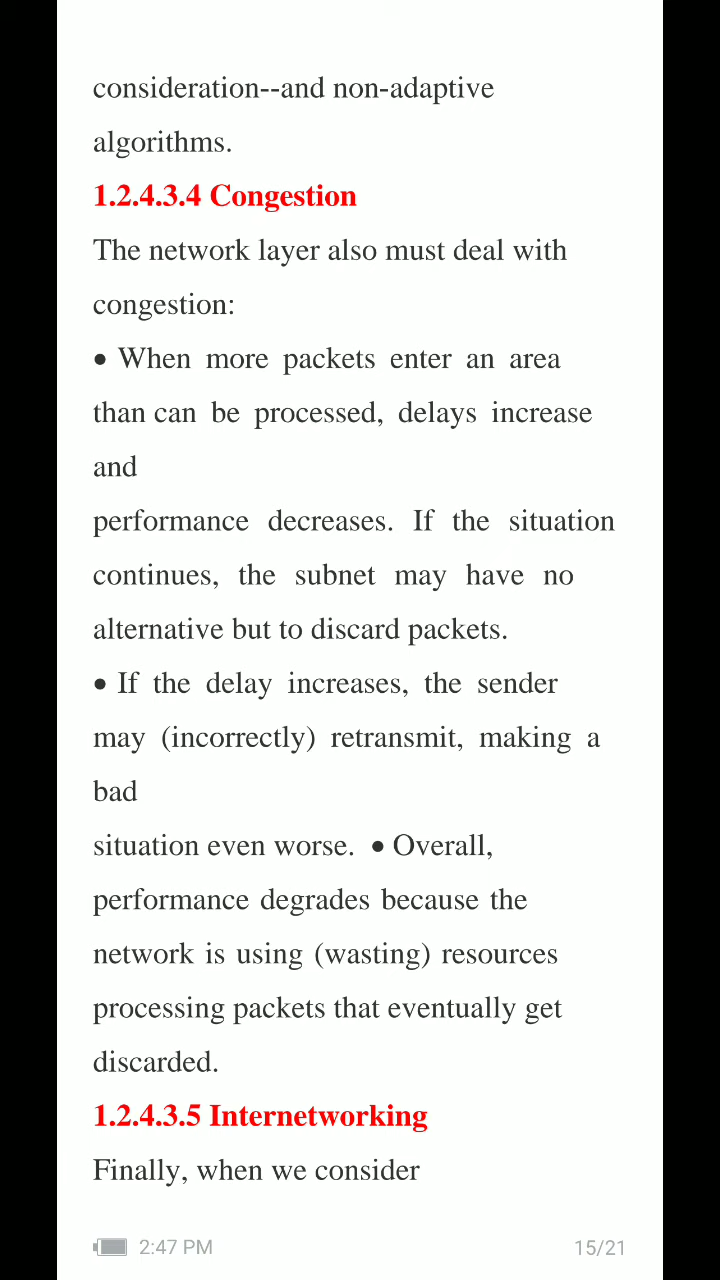 consideration--and non-adaptive
algorithms.
1.2.4.3.4 Congestion
The network layer also must deal with
congestion:
• When more packets enter an area
than can be processed, delays increase
and
performance decreases. If the situation
continues, the subnet may have no
alternative but to discard packets.
• If the delay increases, the sender
may (incorrectly) retransmit, making a
bad
situation even worse. • Overall,
performance degrades because the
network is using (wasting) resources
processing packets that eventually get
discarded.
1.2.4.3.5 Internetworking
Finally, when we consider
2:47 PM 15/21